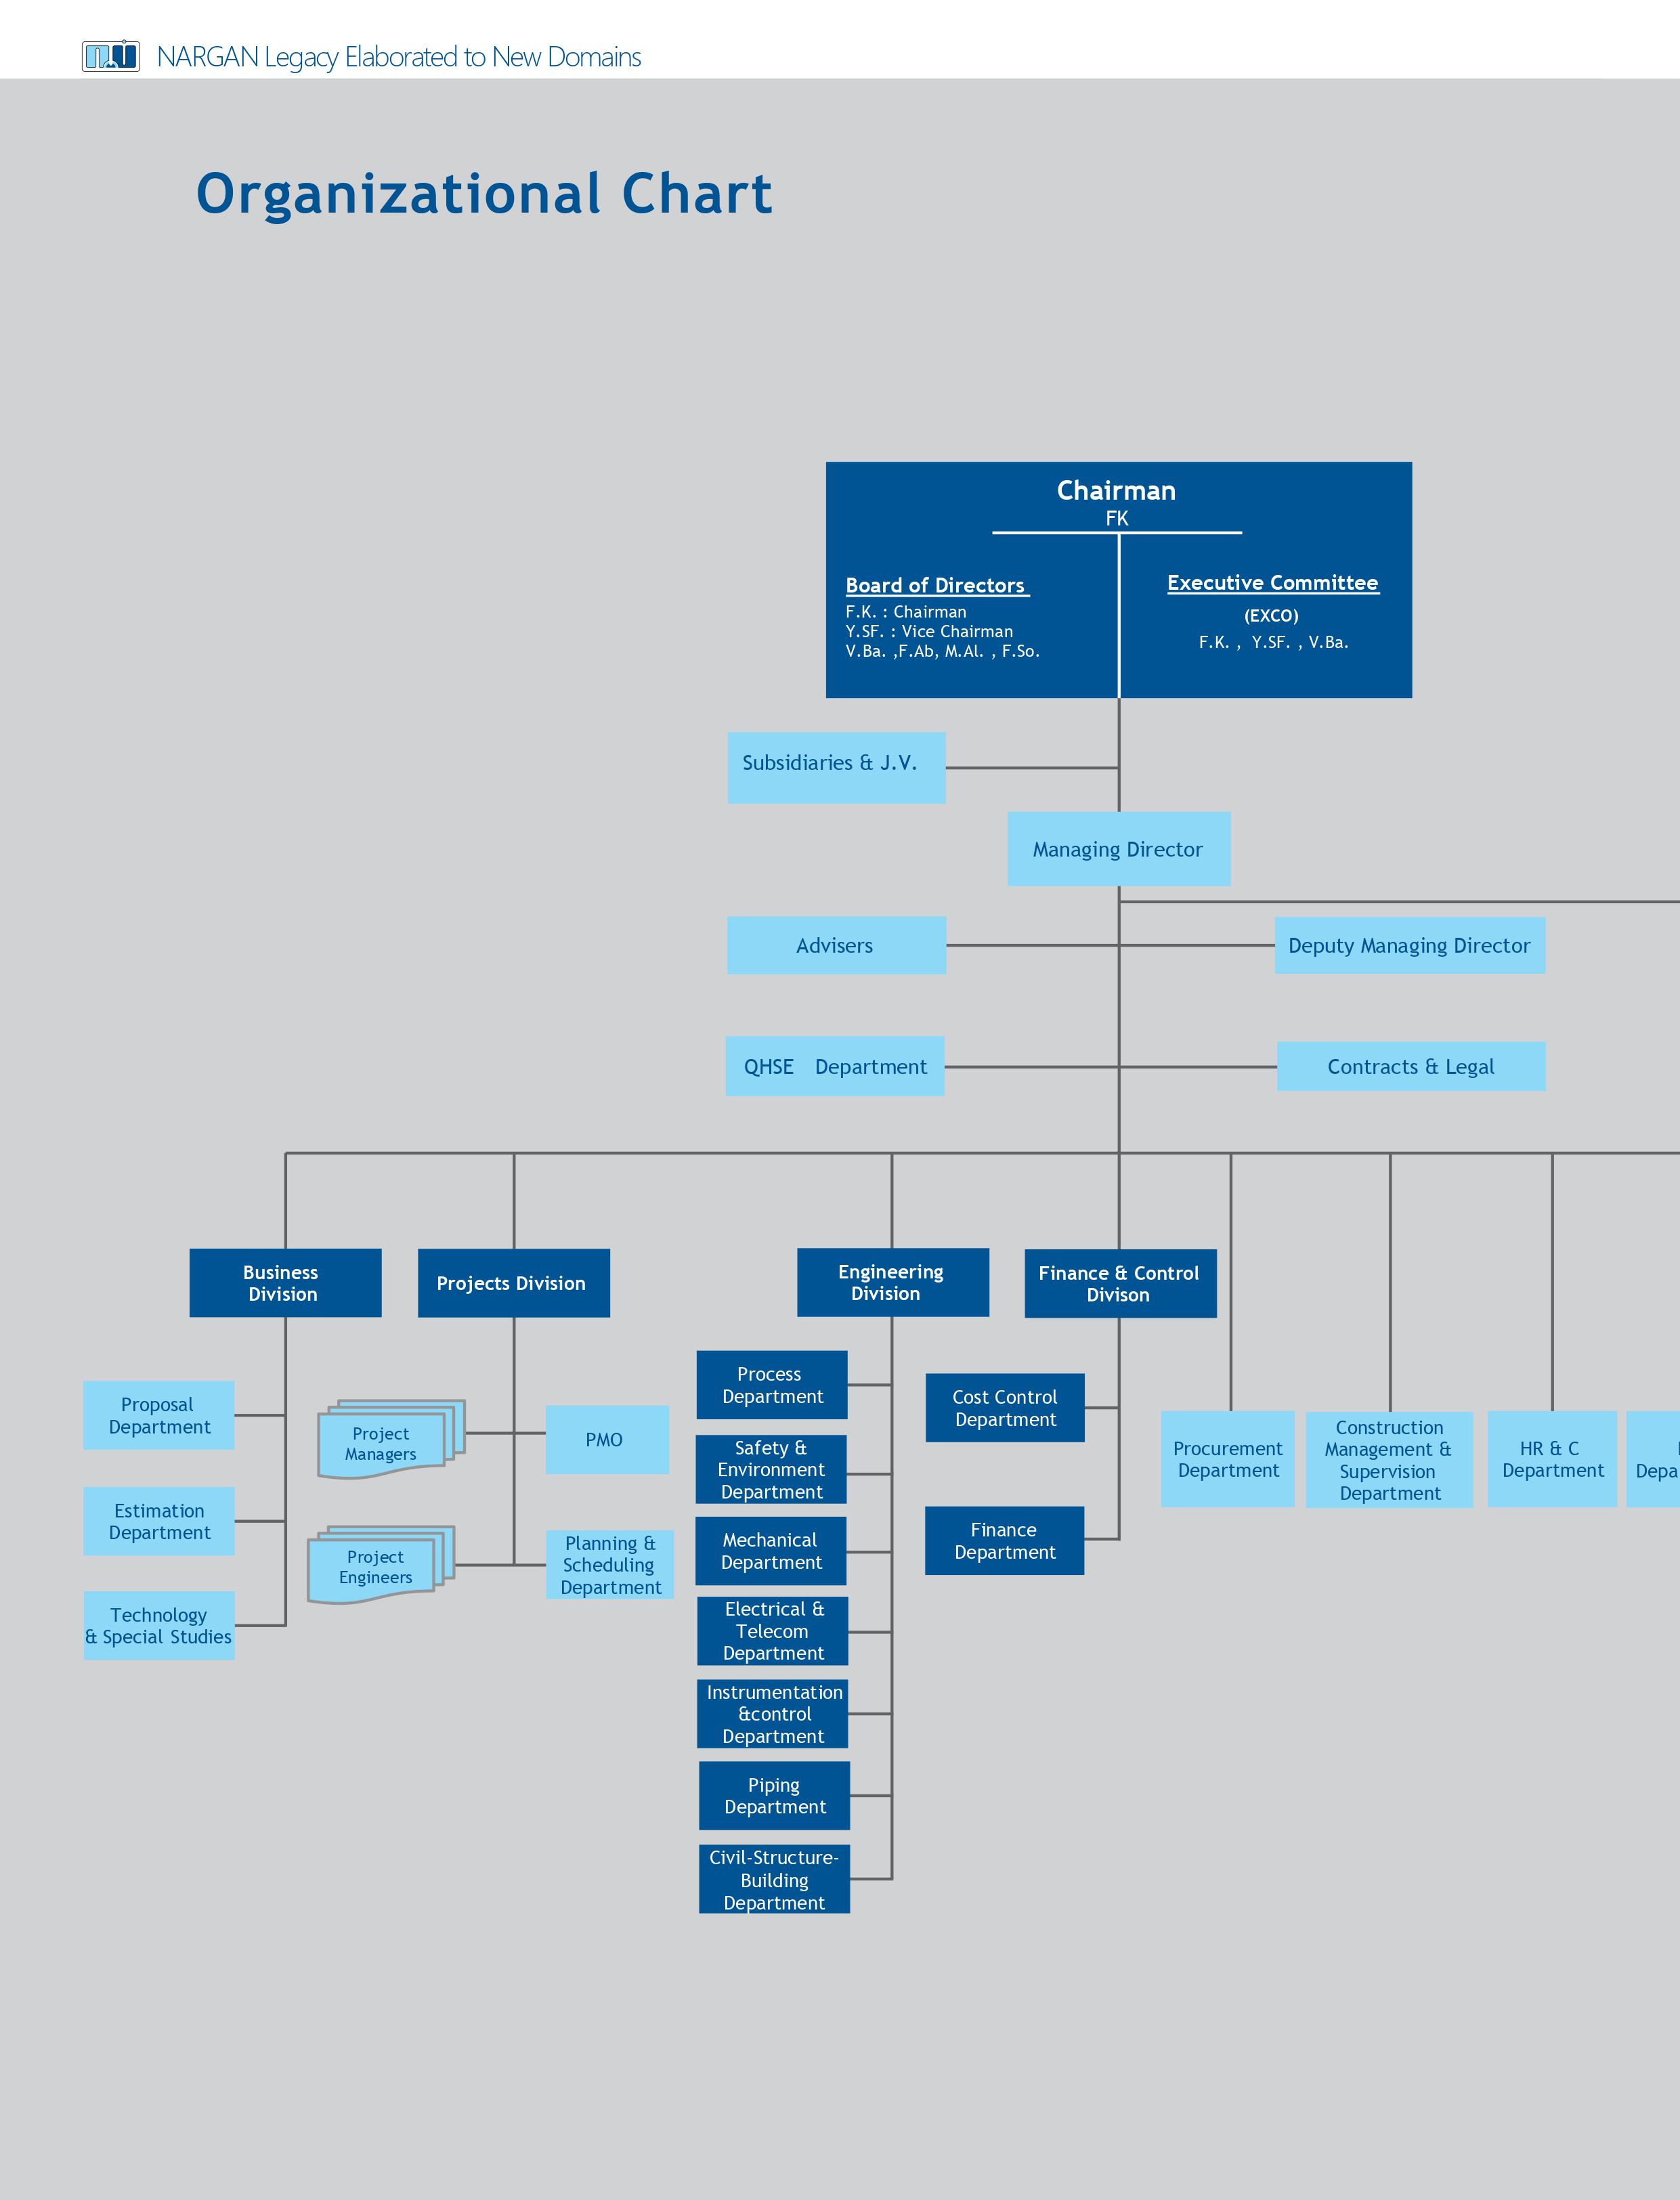 NARGAN Legacy Elaborated to New Domains
Organizational Chart
Chairman
FK
Board of Directors
F.K. : Chairman
Y.SF. : Vice Chairman
V.Ba. ,F.Ab, M.Al. , F.So.
Executive Committee
(EXCO)
F.K. , Y.SF. , V.Ba.
Subsidiaries & J.V.
Managing Director
Advisers
Deputy Managing Director
QHSE Department
Contracts & Legal
Business
Division
Projects Division
Engineering
Division
Finance & Control
Divison
Proposal
Department
Estimation
Department
Technology
& Special Studies
Project
Managers
PMO
Project
Engineers
Planning &
Scheduling
Department
Process
Department
Safety &
Environment
Department
Mechanical
Department
Electrical &
Telecom
Department
Instrumentation
&control
Department
Piping
Department
Civil-Structure-
Building
Department
Cost Control
Department
Finance
Department
Procurement
Department
Construction
Management &
Supervision
Department
HR & C
Department